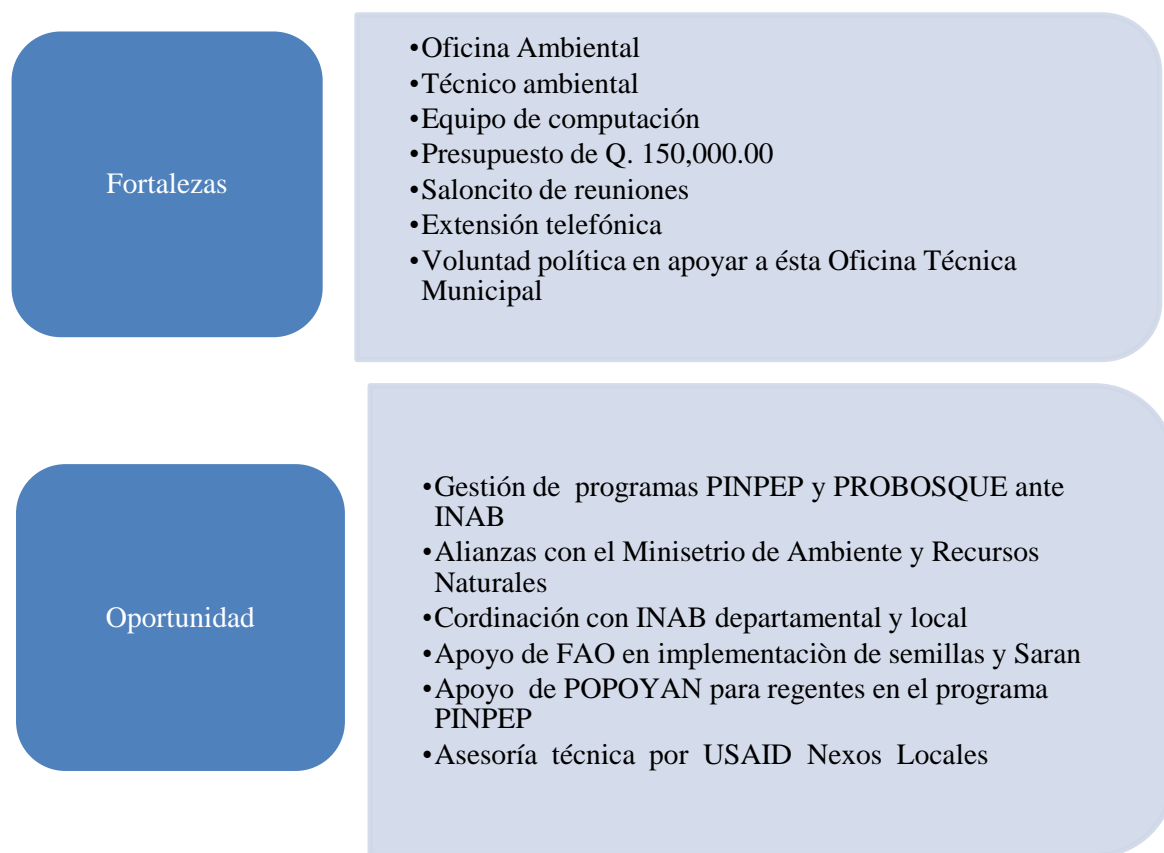 Fortalezas
•Oficina Ambiental
•Técnico ambiental
•Equipo de computación
•Presupuesto de Q. 150,000.00
•Saloncito de reuniones
•Extensión telefónica
•Voluntad política en apoyar a ésta Oficina Técnica
Municipal
Oportunidad
•Gestión de programas PINPEP y PROBOSQUE ante
INAB
•Alianzas con el Minisetrio de Ambiente y Recursos
Naturales
•Cordinación con INAB departamental y local
•Apoyo de FAO en implementaciòn de semillas y Saran
•Apoyo de POPOYAN para regentes en el programa
PINPEP
•Asesoría técnica por USAID Nexos Locales